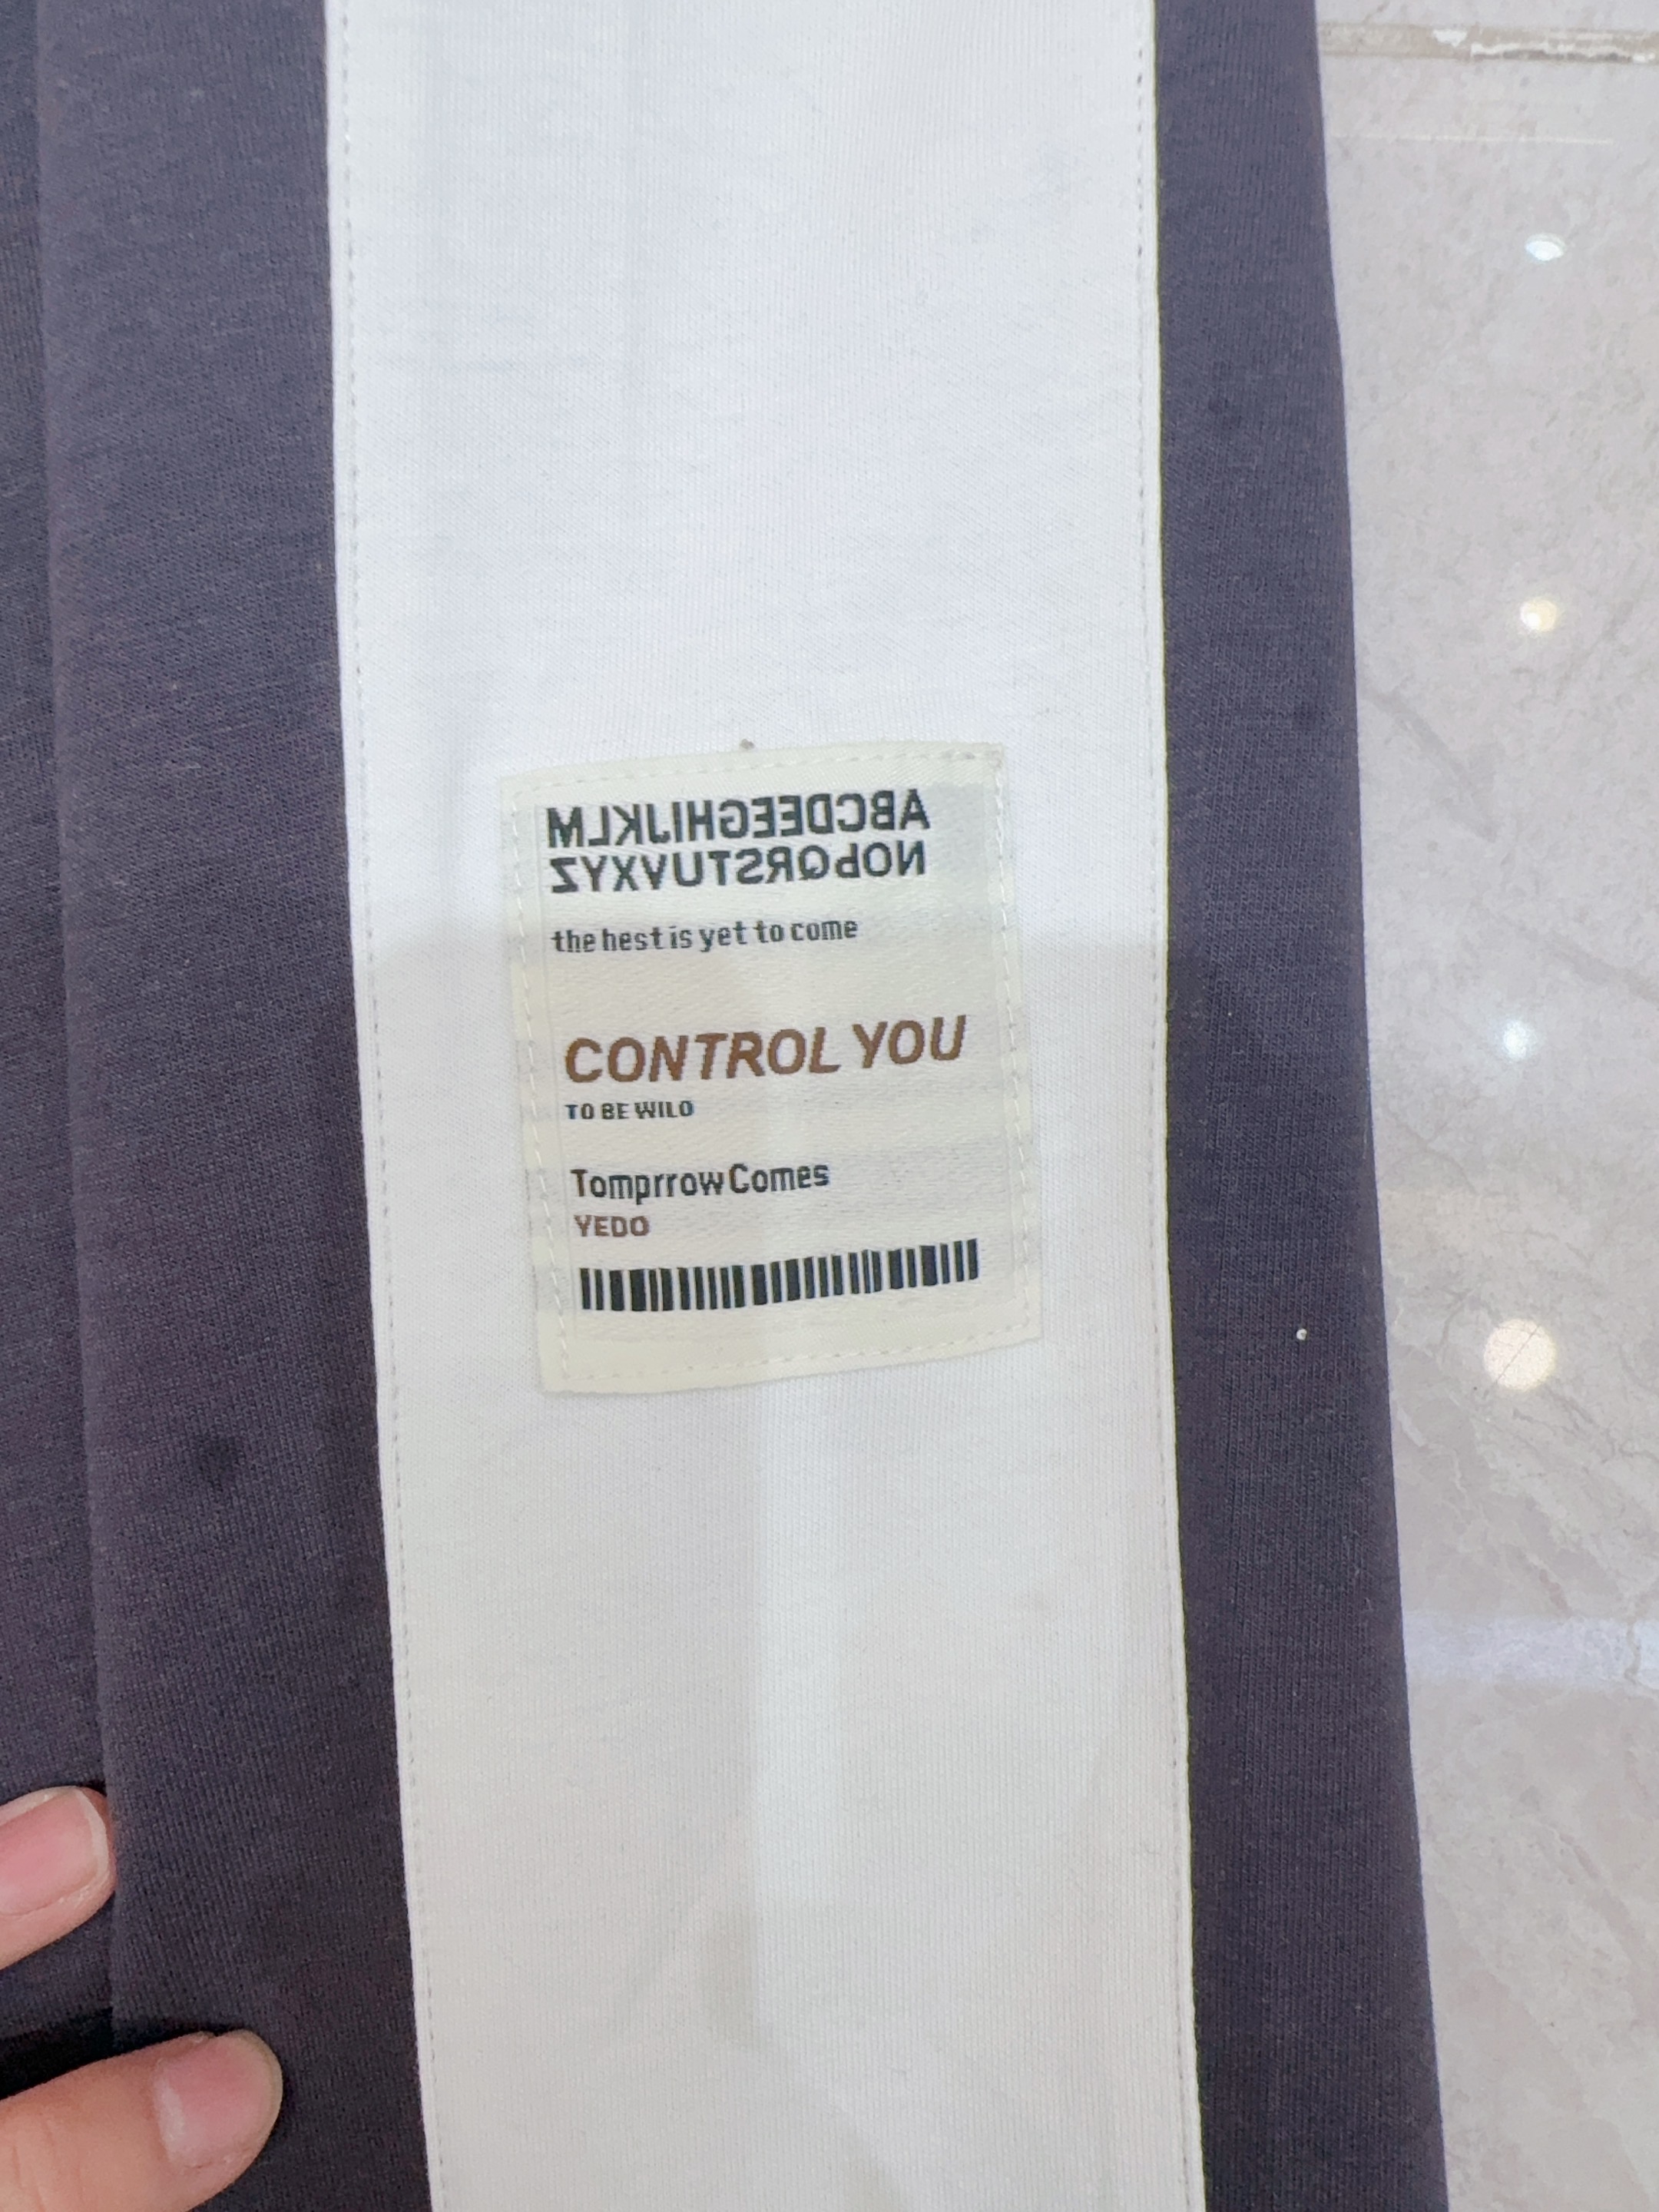 ABCDEEGHIJKLM
NOPQRSTUVXYZ
the hest is yet to come
CONTROL YOU
TO BE WILO
Tomprrow Comes
YEDO